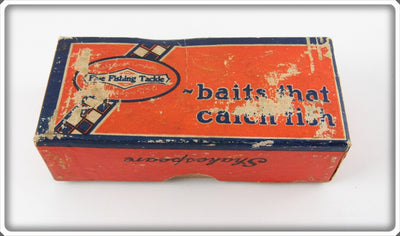 Fine Fishing Tackle
~baits that
catch fish
Shakespeare